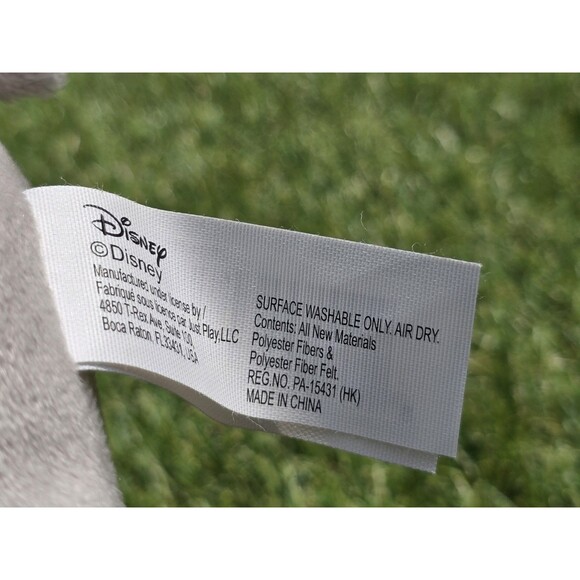 Disney
©Disney
Manufactured under license by /
Fabriqué sous licence par Just Play,LLC
4850 T-Rex.Ave, Suite 100
Boca Raton, FL33431, USA
SURFACE WASHABLE ONLY. AIR DRY.
Contents: All New Materials
Polyester Fibers &
Polyester Fiber Felt.
REG.NO. PA-15431 (HK)
MADE IN CHINA